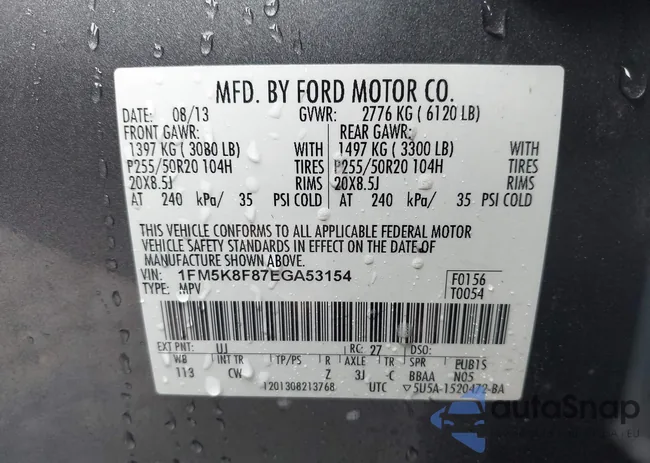 MFD. BY FORD MOTOR CO.
DATE: 08/13 GVWR: 2776 KG ( 6120 LB)
FRONT GAWR: REAR GAWR:
1397 KG ( 3080 LB) WITH 1497 KG ( 3300 LB) WITH
P255/50R20 104H TIRES P255/50R20 104H TIRES
20X8.5J RIMS 20X8.5J RIMS
AT 240 kPa/ 35 PSI COLD AT 240 kPa/ 35 PSI COLD
THIS VEHICLE CONFORMS TO ALL APPLICABLE FEDERAL MOTOR
VEHICLE SAFETY STANDARDS IN EFFECT ON THE DATE OF
MANUFACTURE SHOWN ABOVE.
VIN: 1FM5K8F87EGA53154 F0156
TYPE: MPV T0054
EXT PNT: UJ RC: 27 DSO:
WB INT TR TP/PS R AXLE TR SPR PUB1S
113 CW Z 3J C BBAA N05
1201308213768 UTC ▽5U5A-1520472-BA
autoSnap